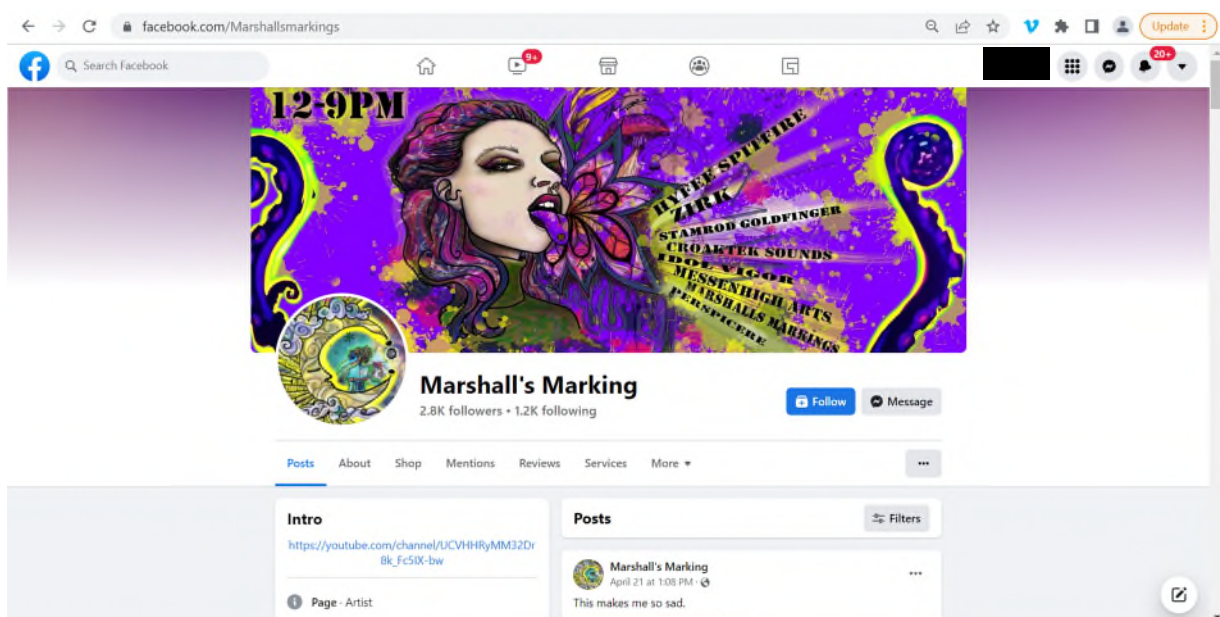 facebook.com/Marshallsmarkings
Update
Search Facebook
9+
20+
12-9PM
HYFEE SPITFIRE
ZIRK
STAMROD GOLDFINGER
CROAKTEK SOUNDS
IDOL VIGOR
MESSENHIGH ARTS
MARSHALLS MARKINGS
PERSPICERE
Marshall's Marking
2.8K followers • 1.2K following
Follow
Message
Posts About Shop Mentions Reviews Services More
Intro
https://youtube.com/channel/UCVHHRyMM32Dr
8k_Fc5IX-bw
Page · Artist
Posts
Filters
Marshall's Marking
April 21 at 1:08 PM ·
This makes me so sad.